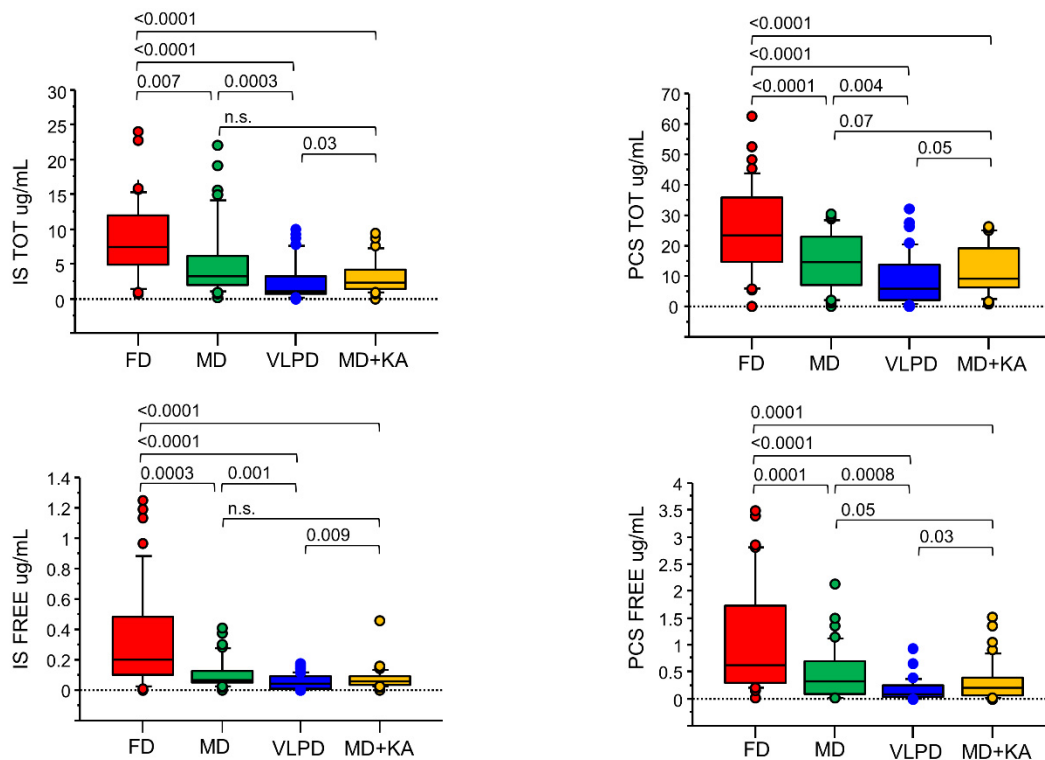 <0.0001
<0.0001
0.007
0.0003
n.s.
0.03
IS TOT ug/mL
30
25
20
15
10
5
0
FD
MD
VLPD
MD+KA
<0.0001
<0.0001
<0.0001
0.004
0.07
0.05
PCS TOT ug/mL
70
60
50
40
30
20
10
0
FD
MD
VLPD
MD+KA
<0.0001
<0.0001
0.0003
0.001
n.s.
0.009
IS FREE ug/mL
1.4
1.2
1
0.8
0.6
0.4
0.2
0
FD
MD
VLPD
MD+KA
0.0001
<0.0001
0.0001
0.0008
0.05
0.03
PCS FREE ug/mL
4
3.5
3
2.5
2
1.5
1
0.5
0
FD
MD
VLPD
MD+KA